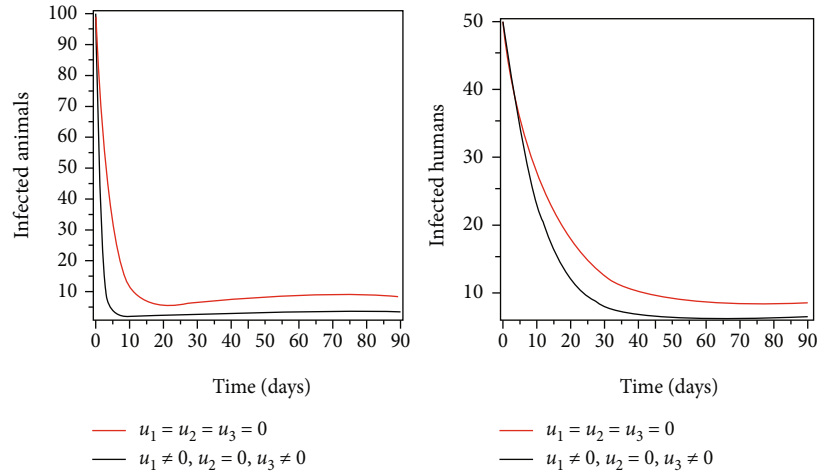 100
90
80
70
60
50
40
30
20
10
Infected animals
0 10 20 30 40 50 60 70 80 90
Time (days)
u1 = u2 = u3 = 0
u1 ≠ 0, u2 = 0, u3 ≠ 0
50
40
30
20
10
Infected humans
0 10 20 30 40 50 60 70 80 90
Time (days)
u1 = u2 = u3 = 0
u1 ≠ 0, u2 = 0, u3 ≠ 0